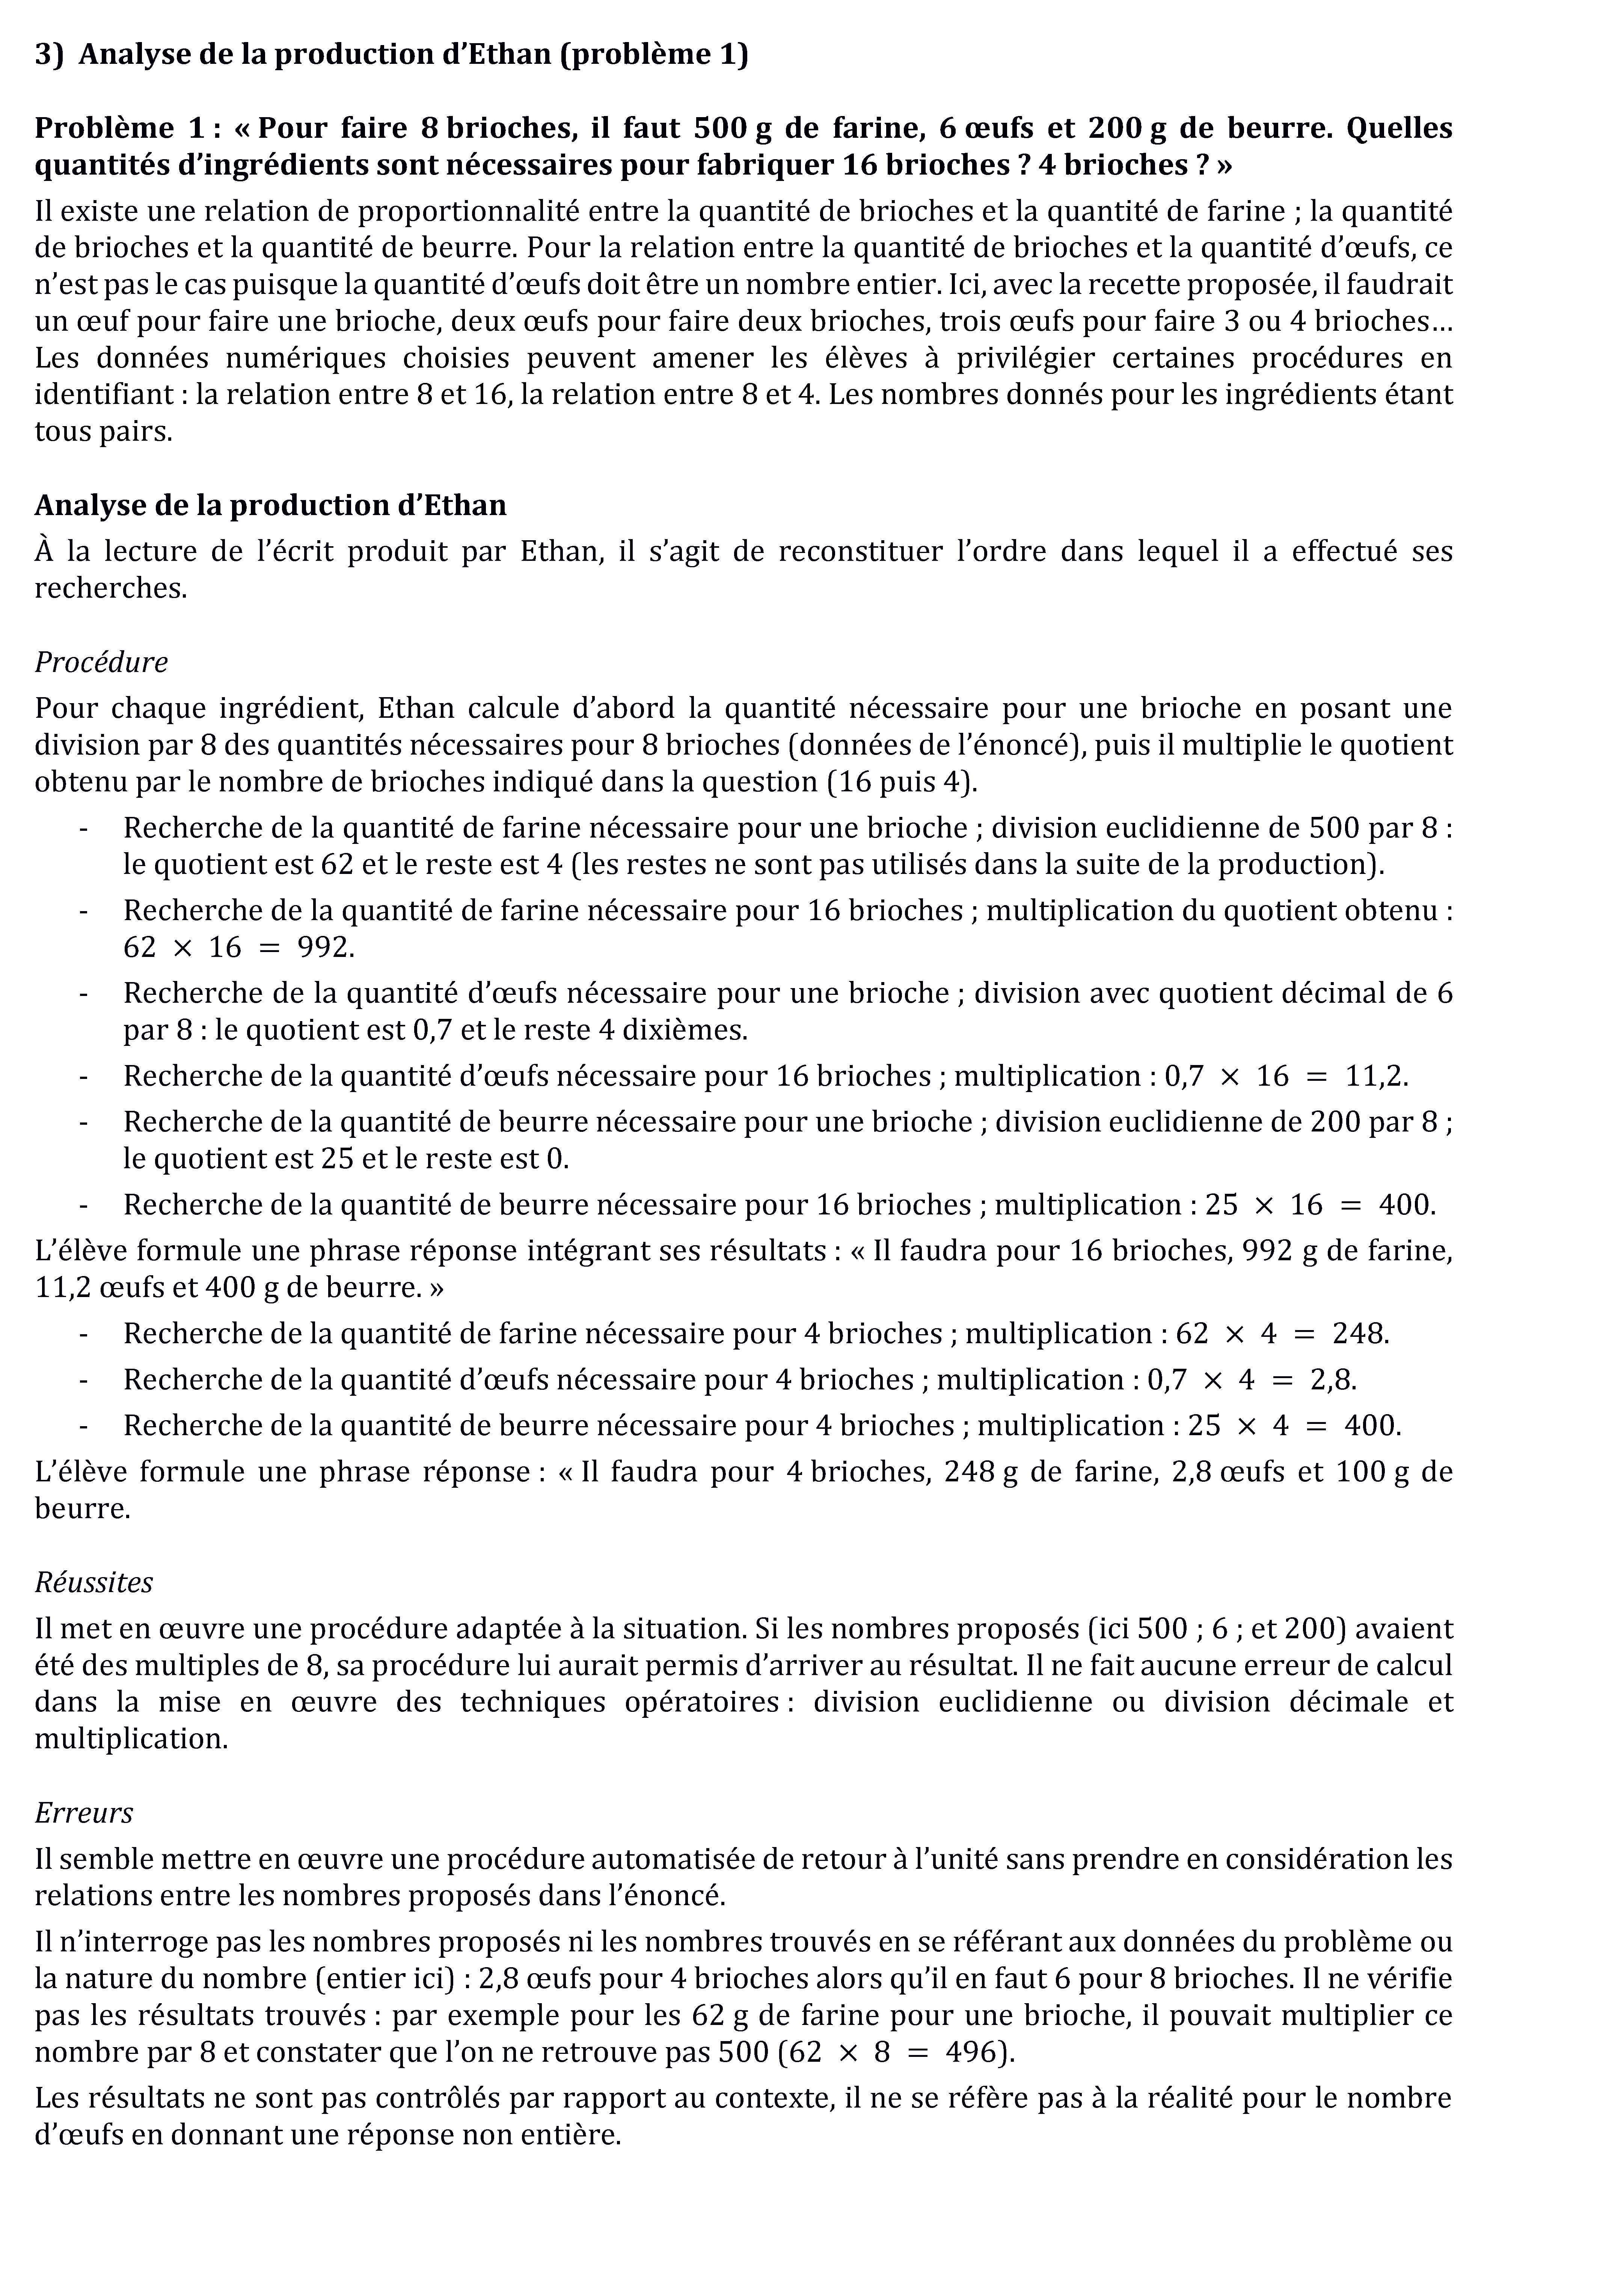 3) Analyse de la production d’Ethan (problème 1)
Problème 1 : « Pour faire 8 brioches, il faut 500 g de farine, 6 œufs et 200 g de beurre. Quelles
quantités d’ingrédients sont nécessaires pour fabriquer 16 brioches ? 4 brioches ? »
Il existe une relation de proportionnalité entre la quantité de brioches et la quantité de farine ; la quantité
de brioches et la quantité de beurre. Pour la relation entre la quantité de brioches et la quantité d’œufs, ce
n’est pas le cas puisque la quantité d’œufs doit être un nombre entier. Ici, avec la recette proposée, il faudrait
un œuf pour faire une brioche, deux œufs pour faire deux brioches, trois œufs pour faire 3 ou 4 brioches…
Les données numériques choisies peuvent amener les élèves à privilégier certaines procédures en
identifiant : la relation entre 8 et 16, la relation entre 8 et 4. Les nombres donnés pour les ingrédients étant
tous pairs.
Analyse de la production d’Ethan
À la lecture de l’écrit produit par Ethan, il s’agit de reconstituer l’ordre dans lequel il a effectué ses
recherches.
Procédure
Pour chaque ingrédient, Ethan calcule d’abord la quantité nécessaire pour une brioche en posant une
division par 8 des quantités nécessaires pour 8 brioches (données de l’énoncé), puis il multiplie le quotient
obtenu par le nombre de brioches indiqué dans la question (16 puis 4).
- Recherche de la quantité de farine nécessaire pour une brioche ; division euclidienne de 500 par 8 :
le quotient est 62 et le reste est 4 (les restes ne sont pas utilisés dans la suite de la production).
- Recherche de la quantité de farine nécessaire pour 16 brioches ; multiplication du quotient obtenu :
62 × 16 = 992.
- Recherche de la quantité d’œufs nécessaire pour une brioche ; division avec quotient décimal de 6
par 8 : le quotient est 0,7 et le reste 4 dixièmes.
- Recherche de la quantité d’œufs nécessaire pour 16 brioches ; multiplication : 0,7 × 16 = 11,2.
- Recherche de la quantité de beurre nécessaire pour une brioche ; division euclidienne de 200 par 8 ;
le quotient est 25 et le reste est 0.
- Recherche de la quantité de beurre nécessaire pour 16 brioches ; multiplication : 25 × 16 = 400.
L’élève formule une phrase réponse intégrant ses résultats : « Il faudra pour 16 brioches, 992 g de farine,
11,2 œufs et 400 g de beurre. »
- Recherche de la quantité de farine nécessaire pour 4 brioches ; multiplication : 62 × 4 = 248.
- Recherche de la quantité d’œufs nécessaire pour 4 brioches ; multiplication : 0,7 × 4 = 2,8.
- Recherche de la quantité de beurre nécessaire pour 4 brioches ; multiplication : 25 × 4 = 400.
L’élève formule une phrase réponse : « Il faudra pour 4 brioches, 248 g de farine, 2,8 œufs et 100 g de
beurre.
Réussites
Il met en œuvre une procédure adaptée à la situation. Si les nombres proposés (ici 500 ; 6 ; et 200) avaient
été des multiples de 8, sa procédure lui aurait permis d’arriver au résultat. Il ne fait aucune erreur de calcul
dans la mise en œuvre des techniques opératoires : division euclidienne ou division décimale et
multiplication.
Erreurs
Il semble mettre en œuvre une procédure automatisée de retour à l’unité sans prendre en considération les
relations entre les nombres proposés dans l’énoncé.
Il n’interroge pas les nombres proposés ni les nombres trouvés en se référant aux données du problème ou
la nature du nombre (entier ici) : 2,8 œufs pour 4 brioches alors qu’il en faut 6 pour 8 brioches. Il ne vérifie
pas les résultats trouvés : par exemple pour les 62 g de farine pour une brioche, il pouvait multiplier ce
nombre par 8 et constater que l’on ne retrouve pas 500 (62 × 8 = 496).
Les résultats ne sont pas contrôlés par rapport au contexte, il ne se réfère pas à la réalité pour le nombre
d’œufs en donnant une réponse non entière.